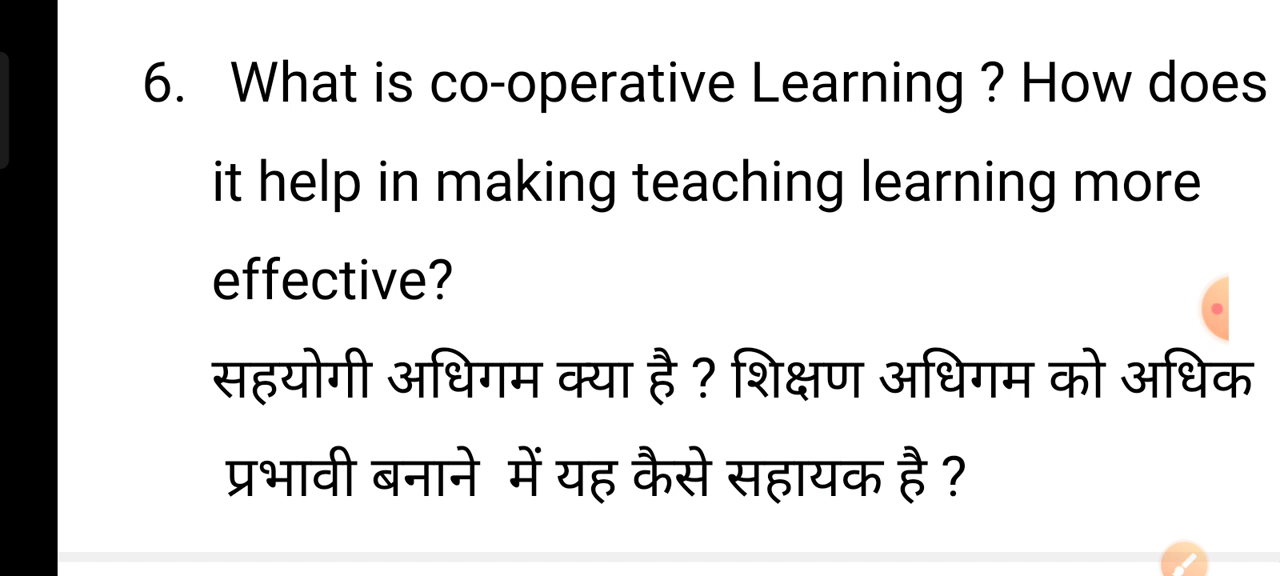 6. What is co-operative Learning ? How does
it help in making teaching learning more
effective?
सहयोगी अधिगम क्या है ? शिक्षण अधिगम को अधिक
प्रभावी बनाने में यह कैसे सहायक है ?